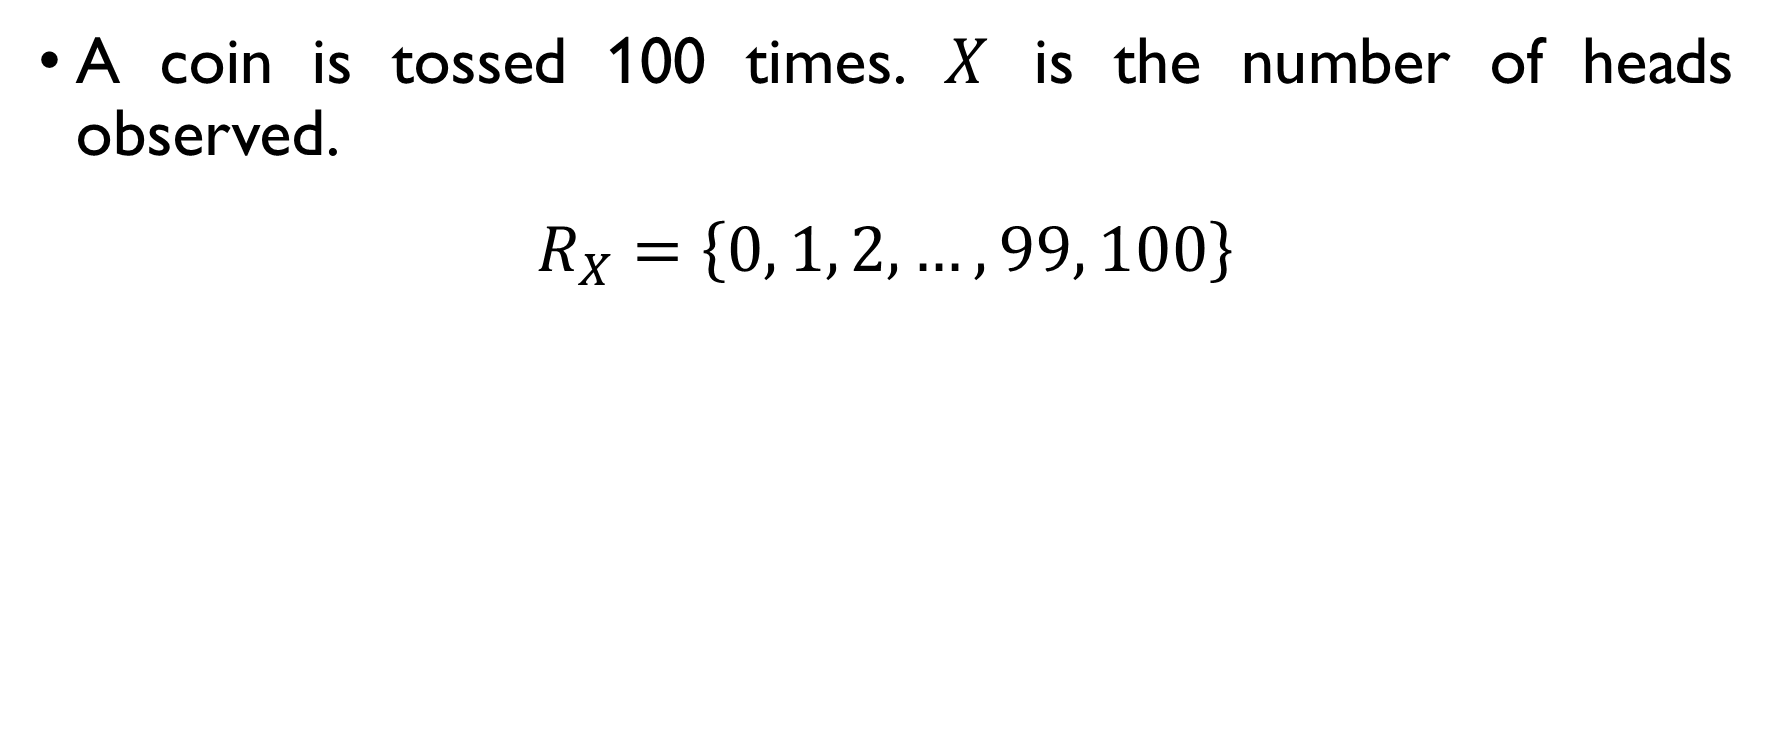 • A coin is tossed 100 times. X is the number of heads
observed.
R_X = {0, 1, 2, … , 99, 100}